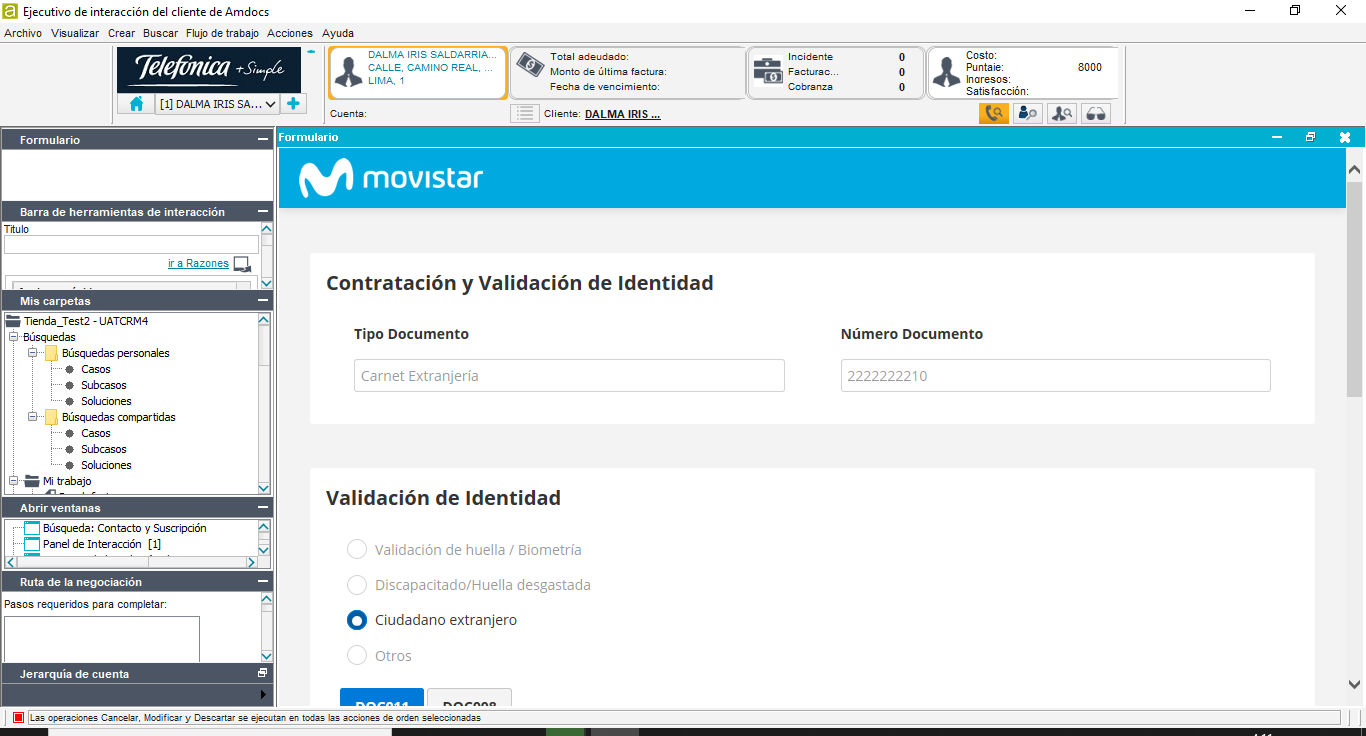 Ejecutivo de interacción del cliente de Amdocs
Archivo Visualizar Crear Buscar Flujo de trabajo Acciones Ayuda
Telefónica +Simple
[1] DALMA IRIS SA...
DALMA IRIS SALDARRIA...
CALLE, CAMINO REAL, ...
LIMA, 1
Total adeudado:
Monto de última factura:
Fecha de vencimiento:
Incidente 0
Facturac... 0
Cobranza 0
Costo:
Puntaie: 8000
Inoresos:
Satisfacción:
Cuenta:
Cliente: DALMA IRIS ...
Formulario
Barra de herramientas de interacción
Titulo
ir a Razones
Mis carpetas
Tienda_Test2 - UATCRM4
Búsquedas
Búsquedas personales
Casos
Subcasos
Soluciones
Búsquedas compartidas
Casos
Subcasos
Soluciones
Mi trabajo
Abrir ventanas
Búsqueda: Contacto y Suscripción
Panel de Interacción [1]
Ruta de la negociación
Pasos requeridos para completar:
Jerarquía de cuenta
Formulario
movistar
Contratación y Validación de Identidad
Tipo Documento
Carnet Extranjería
Número Documento
2222222210
Validación de Identidad
Validación de huella / Biometría
Discapacitado/Huella desgastada
Ciudadano extranjero
Otros
DOC011 DOC008
Las operaciones Cancelar, Modificar y Descartar se ejecutan en todas las acciones de orden seleccionadas